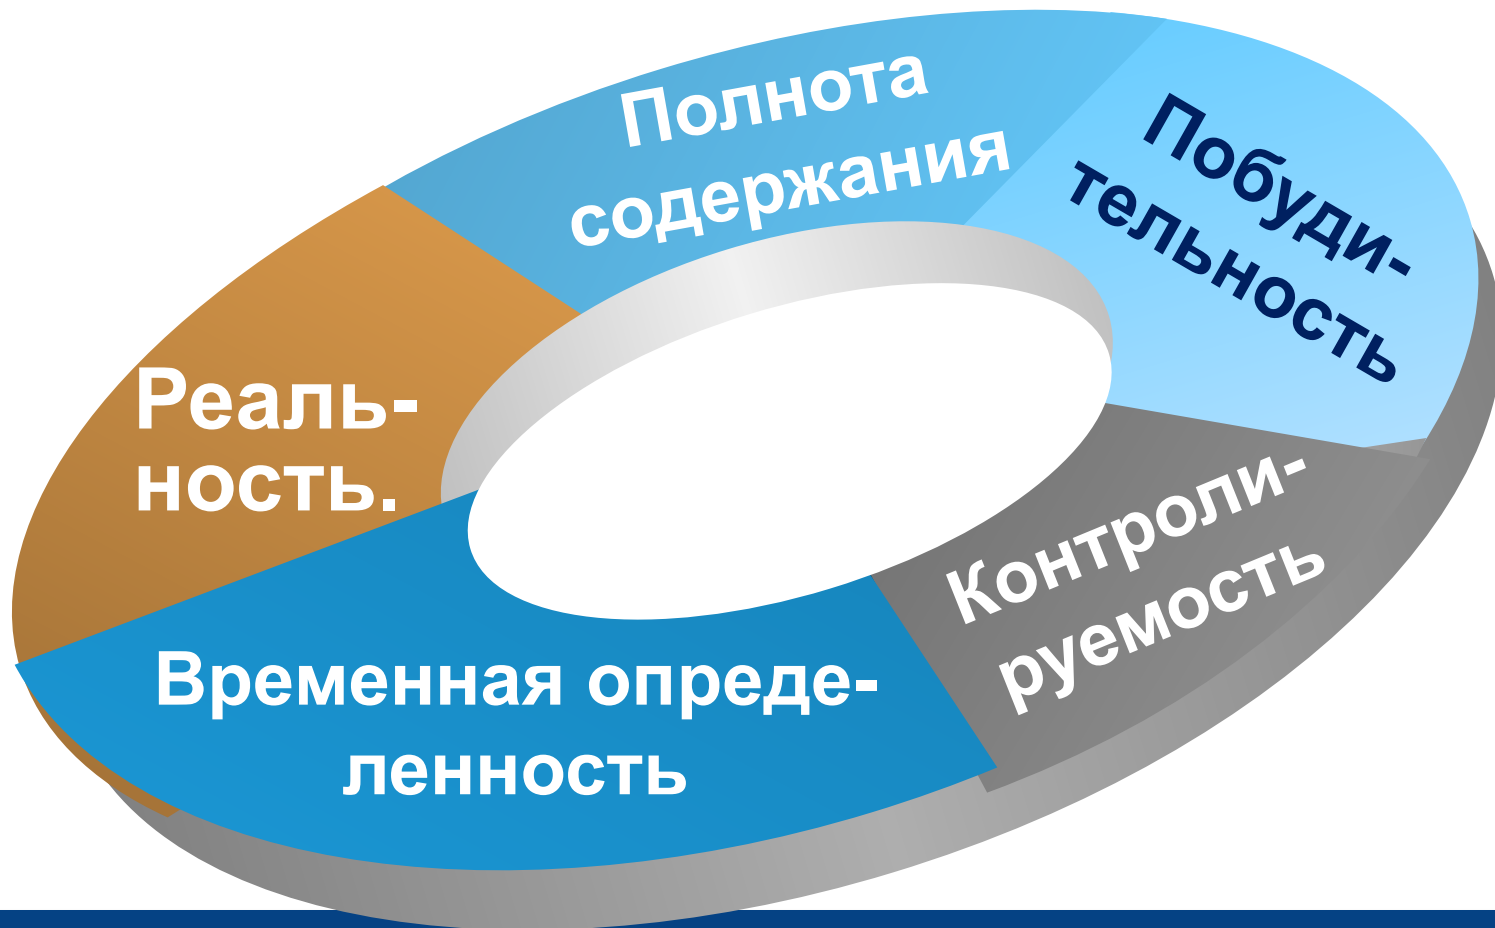 Полнота
содержания
Побуди-
тельность
Реаль-
ность.
Контроли-
руемость
Временная опреде-
ленность